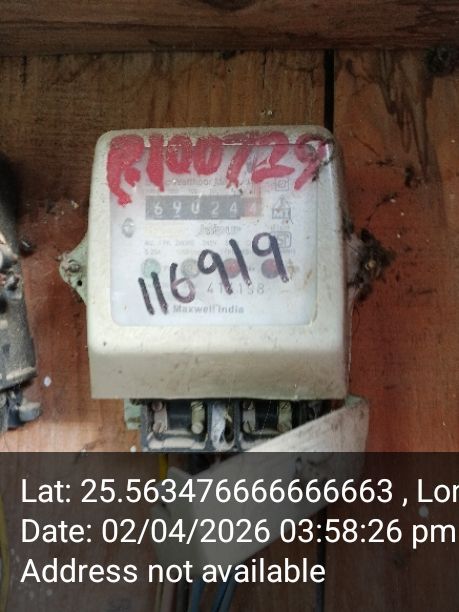 R100729
69024 4
116919
Maxwell India
Lat: 25.563476666666663 , Lon
Date: 02/04/2026 03:58:26 pm
Address not available